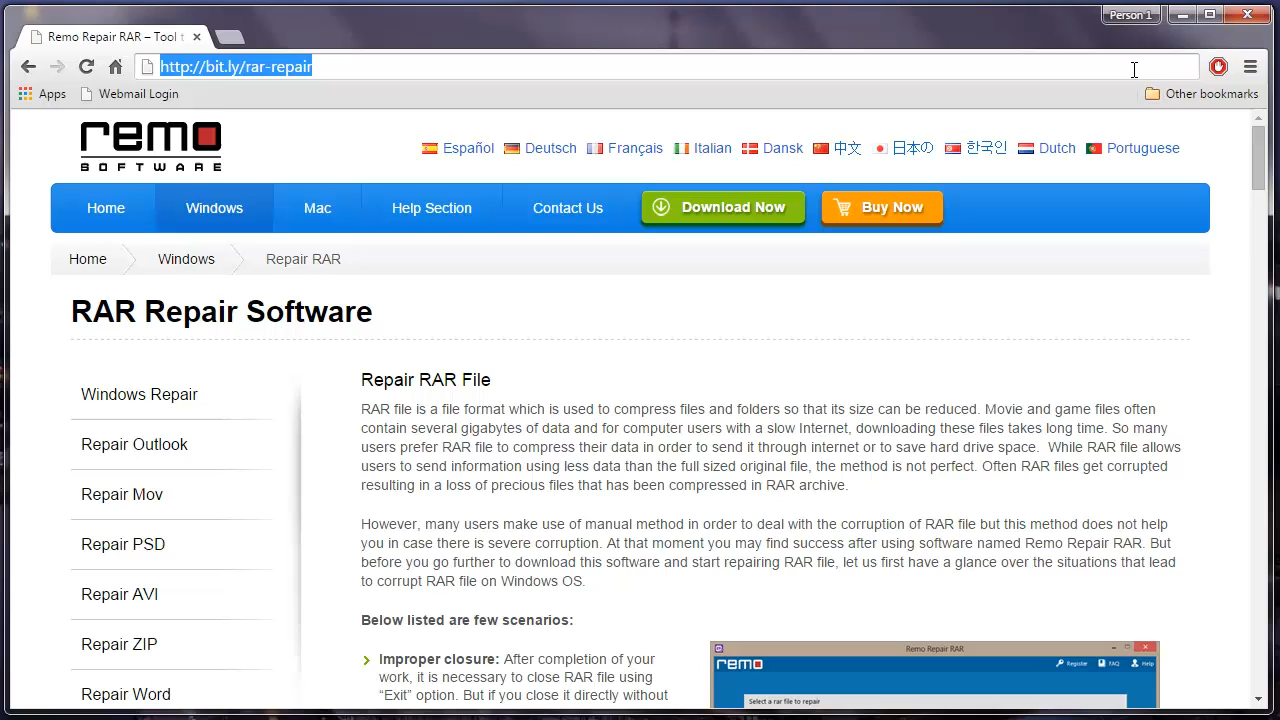 Person 1
Remo Repair RAR – Tool t
http://bit.ly/rar-repair
Apps Webmail Login Other bookmarks
remo
SOFTWARE
Español Deutsch Français Italian Dansk 中文 日本の 한국인 Dutch Portuguese
Home Windows Mac Help Section Contact Us Download Now Buy Now
Home Windows Repair RAR
RAR Repair Software
Windows Repair
Repair Outlook
Repair Mov
Repair PSD
Repair AVI
Repair ZIP
Repair Word
Repair RAR File
RAR file is a file format which is used to compress files and folders so that its size can be reduced. Movie and game files often
contain several gigabytes of data and for computer users with a slow Internet, downloading these files takes long time. So many
users prefer RAR file to compress their data in order to send it through internet or to save hard drive space. While RAR file allows
users to send information using less data than the full sized original file, the method is not perfect. Often RAR files get corrupted
resulting in a loss of precious files that has been compressed in RAR archive.
However, many users make use of manual method in order to deal with the corruption of RAR file but this method does not help
you in case there is severe corruption. At that moment you may find success after using software named Remo Repair RAR. But
before you go further to download this software and start repairing RAR file, let us first have a glance over the situations that lead
to corrupt RAR file on Windows OS.
Below listed are few scenarios:
Improper closure: After completion of your
work, it is necessary to close RAR file using
“Exit” option. But if you close it directly without
Remo Repair RAR
remo Register FAQ Help
Select a rar file to repair